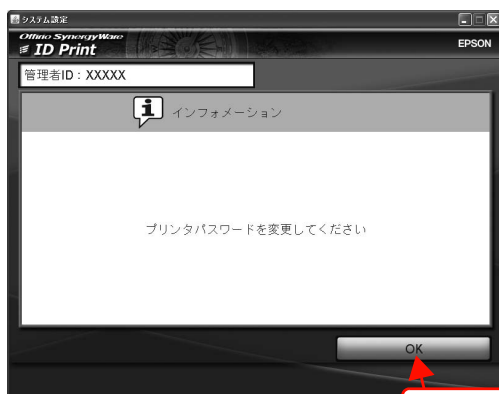 システム設定
Offirio SynergyWare
ID Print
EPSON
管理者ID：XXXXX
インフォメーション
プリンタパスワードを変更してください
OK